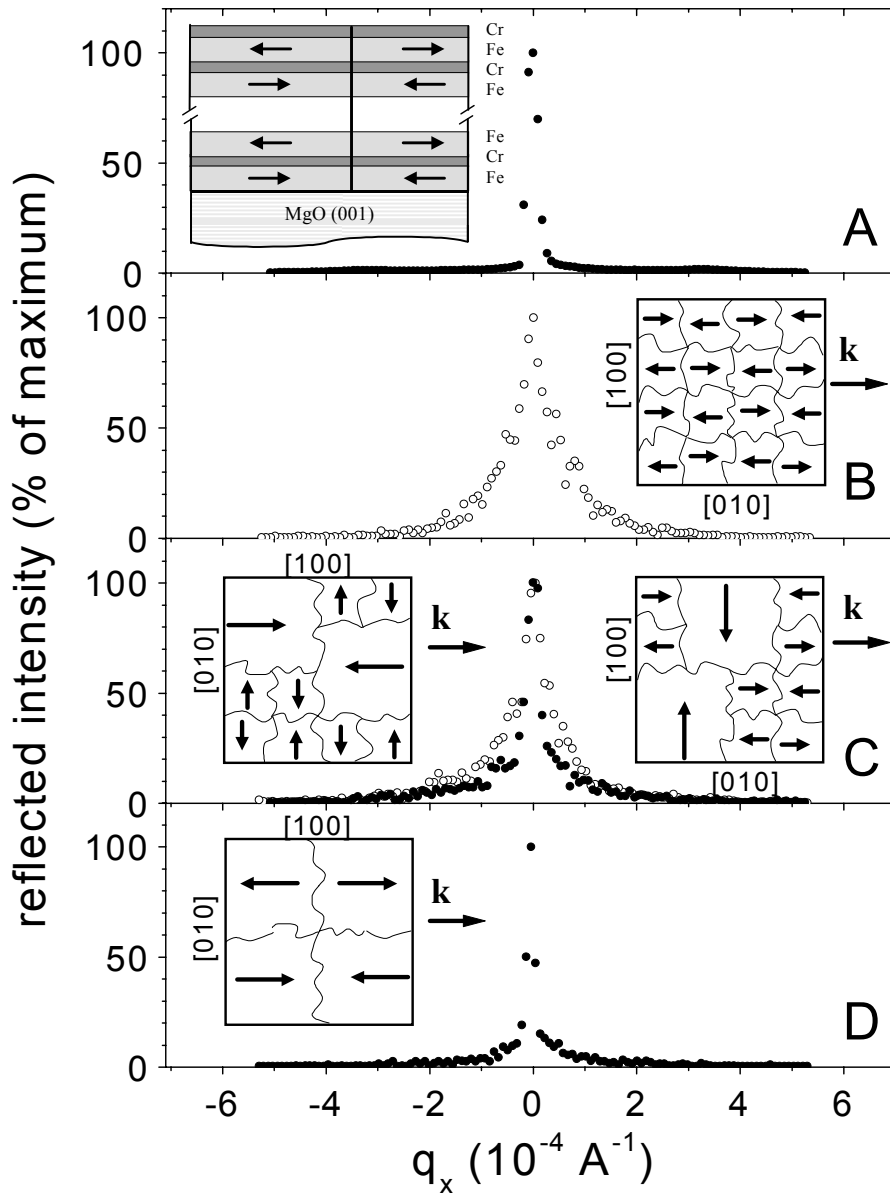 reflected intensity (% of maximum)
100
50
0
Cr
Fe
Cr
Fe
Fe
Cr
Fe
MgO (001)
A
100
50
0
[100]
[010]
k
B
100
50
0
[100]
[010]
k
[100]
[010]
k
C
100
50
0
[100]
[010]
k
D
-6 -4 -2 0 2 4 6
q_x (10^-4 A^-1)